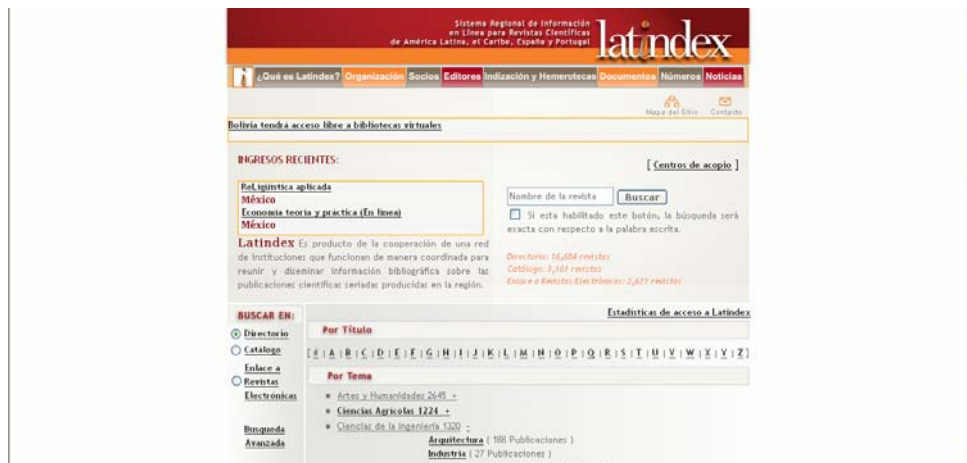 Sistema Regional de Información
en Línea para Revistas Científicas
de América Latina, el Caribe, España y Portugal
latindex
¿Qué es Latindex? Organización Socios Editores Indización y Hemerotecas Documentos Números Noticias
Mapa del Sitio Contacto
Bolivia tendrá acceso libre a bibliotecas virtuales
INGRESOS RECIENTES:
[ Centros de acopio ]
ReLigüistica aplicada
México
Economía teoría y práctica (En línea)
México
Nombre de la revista Buscar
Si esta habilitado este botón, la búsqueda será
exacta con respecto a la palabra escrita.
Latindex Es producto de la cooperación de una red
de Instituciones que funcionan de manera coordinada para
reunir y diseminar información bibliográfica sobre las
publicaciones científicas seriadas producidas en la región.
Directorio: 16,684 revistas
Catálogo: 3,161 revistas
Enlace a Revistas Electrónicas: 2,621 revistas
Estadísticas de acceso a Latindex
BUSCAR EN:
Directorio
Catálogo
Enlace a
Revistas
Electrónicas
Busqueda
Avanzada
Por Título
[ # | A | B | C | D | E | F | G | H | I | J | K | L | M | N | O | P | Q | R | S | T | U | V | W | X | Y | Z ]
Por Tema
Artes y Humanidades 2645 +
Ciencias Agrícolas 1224 +
Ciencias de la Ingeniería 1320 -
Arquitectura ( 188 Publicaciones )
Industria ( 27 Publicaciones )